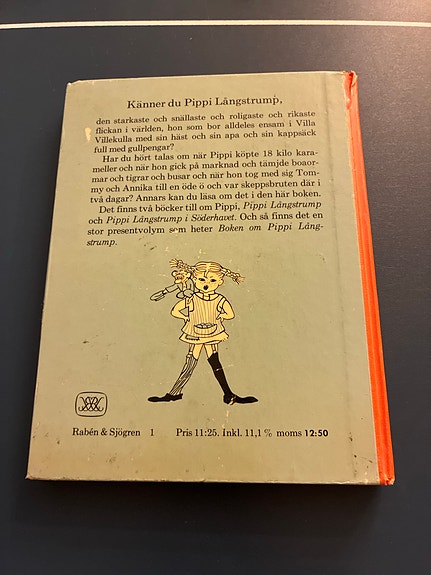 Känner du Pippi Långstrump,
den starkaste och snällaste och roligaste och rikaste
flickan i världen, hon som bor alldeles ensam i Villa
Villekulla med sin häst och sin apa och sin kappsäck
full med gullpengar?
Har du hört talas om när Pippi köpte 18 kilo kara-
meller och när hon gick på marknad och tämjde boaor-
mar och tigrar och busar och när hon tog med sig Tom-
my och Annika till en öde ö och var skeppsbruten där i
två dagar? Annars kan du läsa om det i den här boken.
Det finns två böcker till om Pippi, Pippi Långstrump
och Pippi Långstrump i Söderhavet. Och så finns det en
stor presentvolym som heter Boken om Pippi Lång-
strump.
Rabén & Sjögren 1 Pris 11:25. Inkl. 11,1 % moms 12:50